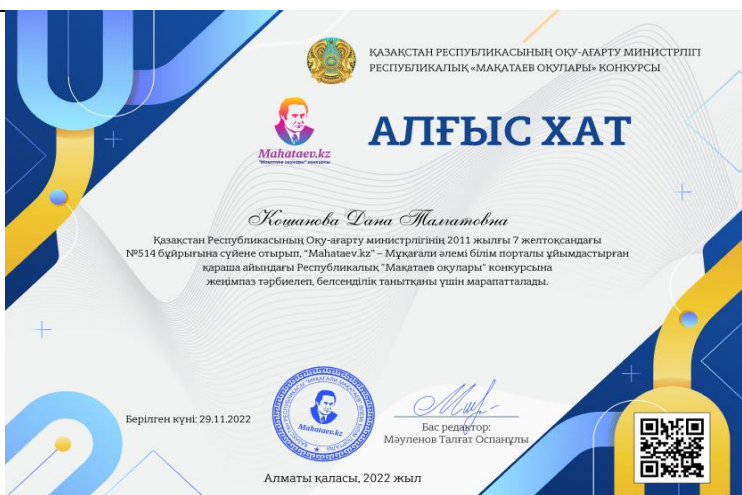 ҚАЗАҚСТАН РЕСПУБЛИКАСЫНЫҢ ОҚУ-АҒАРТУ МИНИСТРЛІГІ
РЕСПУБЛИКАЛЫҚ «МАҚАТАЕВ ОҚУЛАРЫ» КОНКУРСЫ
Mahataev.kz
АЛҒЫС ХАТ
Кошанова Дана Талгатовна
Қазақстан Республикасының Оқу-ағарту министрлігінің 2011 жылғы 7 желтоқсандағы
№514 бұйрығына сүйене отырып, "Mahataev.kz" – Мұқағали әлемі білім порталы ұйымдастырған
қараша айындағы Республикалық "Мақатаев оқулары" конкурсына
жеңімпаз тәрбиелеп, белсенділік танытқаны үшін марапатталады.
Берілген күні: 29.11.2022
Mahataev.kz
Бас редактор:
Мәуленов Талғат Оспанұлы
Алматы қаласы, 2022 жыл